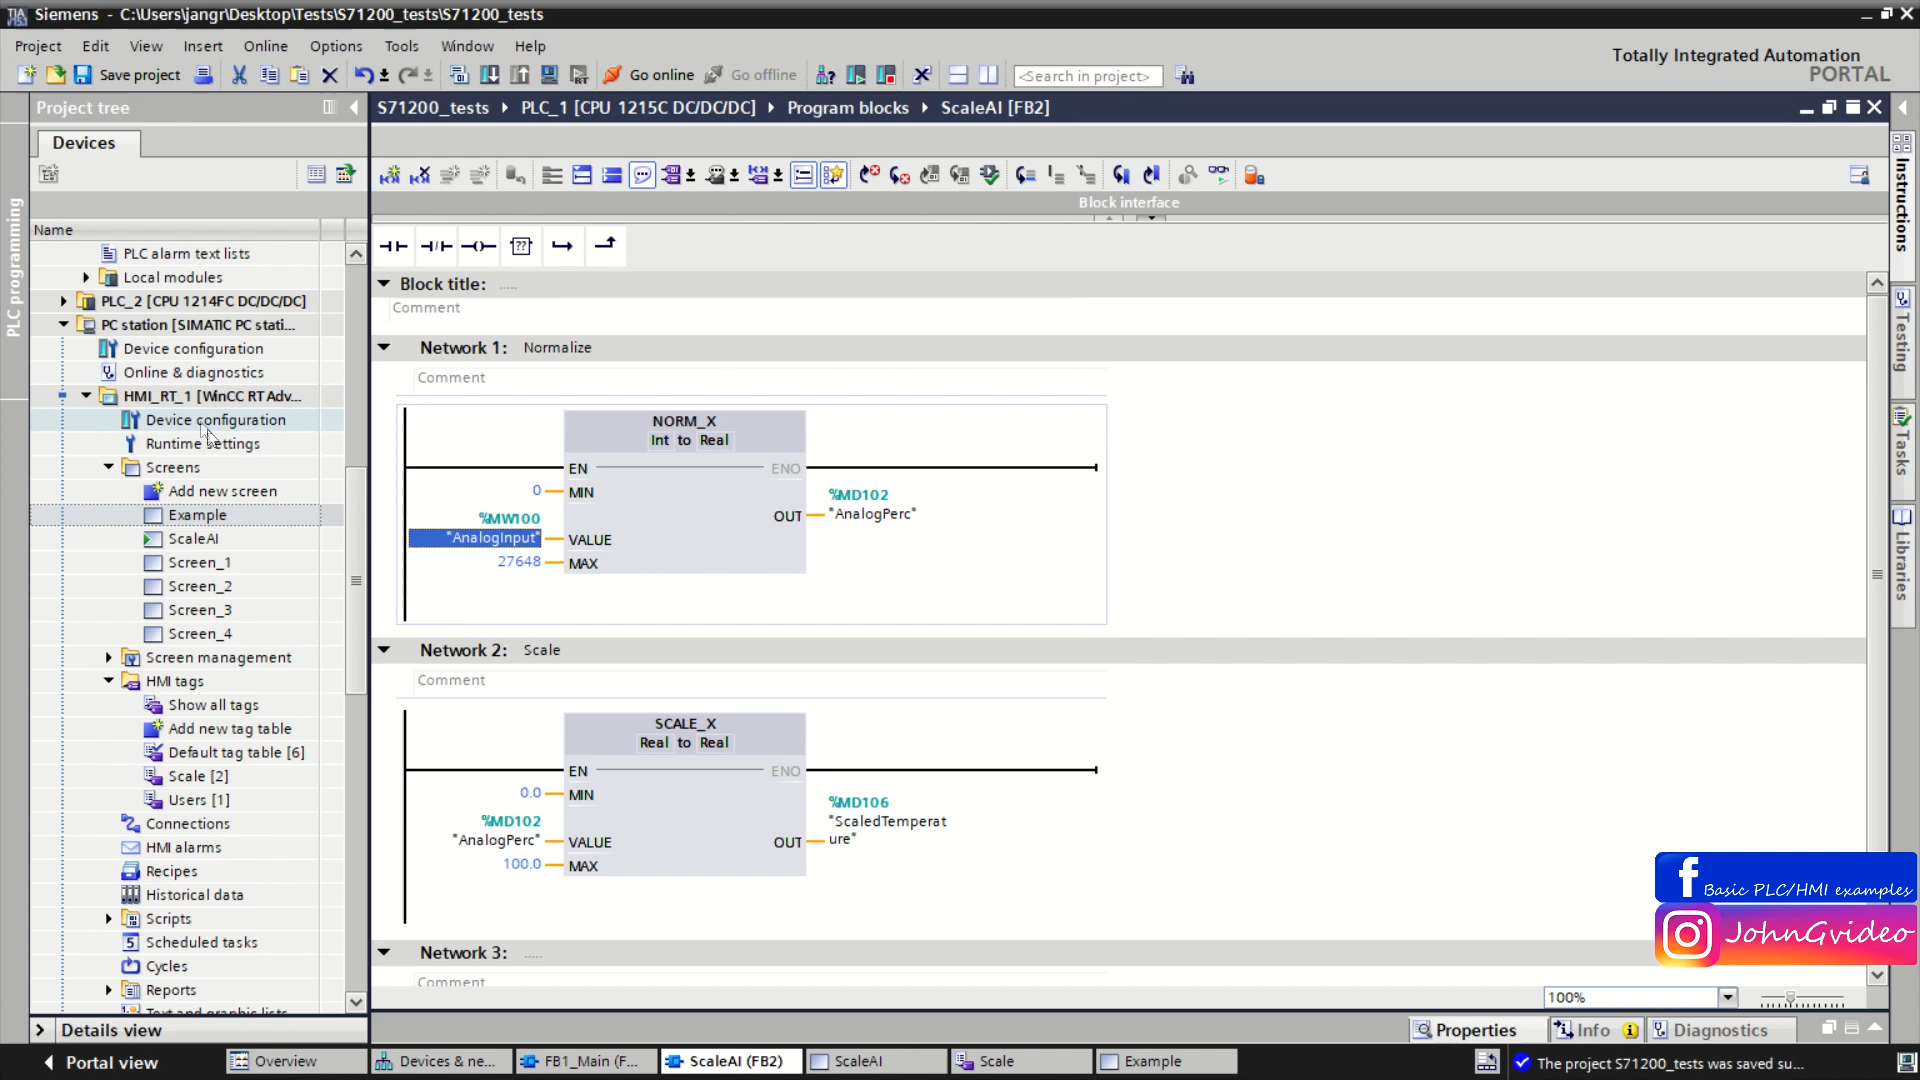 Siemens - C:\Users\jangr\Desktop\Tests\S71200_tests\S71200_tests
Project Edit View Insert Online Options Tools Window Help
Totally Integrated Automation
PORTAL
Save project
Go online
Go offline
<Search in project>
Project tree
S71200_tests
PLC_1 [CPU 1215C DC/DC/DC]
Program blocks
ScaleAI [FB2]
Devices
Block interface
PLC programming
Name
PLC alarm text lists
Local modules
PLC_2 [CPU 1214FC DC/DC/DC]
PC station [SIMATIC PC stati...
Device configuration
Online & diagnostics
HMI_RT_1 [WinCC RT Adv...
Device configuration
Runtime settings
Screens
Add new screen
Example
ScaleAI
Screen_1
Screen_2
Screen_3
Screen_4
Screen management
HMI tags
Show all tags
Add new tag table
Default tag table [6]
Scale [2]
Users [1]
Connections
HMI alarms
Recipes
Historical data
Scripts
Scheduled tasks
Cycles
Reports
Text and graphic lists
Details view
??
Block title: .....
Comment
Network 1: Normalize
Comment
NORM_X
Int to Real
EN
ENO
0
MIN
%MW100
"AnalogInput"
VALUE
27648
MAX
OUT
%MD102
"AnalogPerc"
Network 2: Scale
Comment
SCALE_X
Real to Real
EN
ENO
0.0
MIN
%MD102
"AnalogPerc"
VALUE
100.0
MAX
OUT
%MD106
"ScaledTemperat
ure"
Network 3: .....
Comment
100%
Instructions
Testing
Tasks
Libraries
f Basic PLC/HMI examples
JohnGvideo
Properties
Info
Diagnostics
Portal view
Overview
Devices & ne...
FB1_Main (F...
ScaleAI (FB2)
ScaleAI
Scale
Example
The project S71200_tests was saved su...